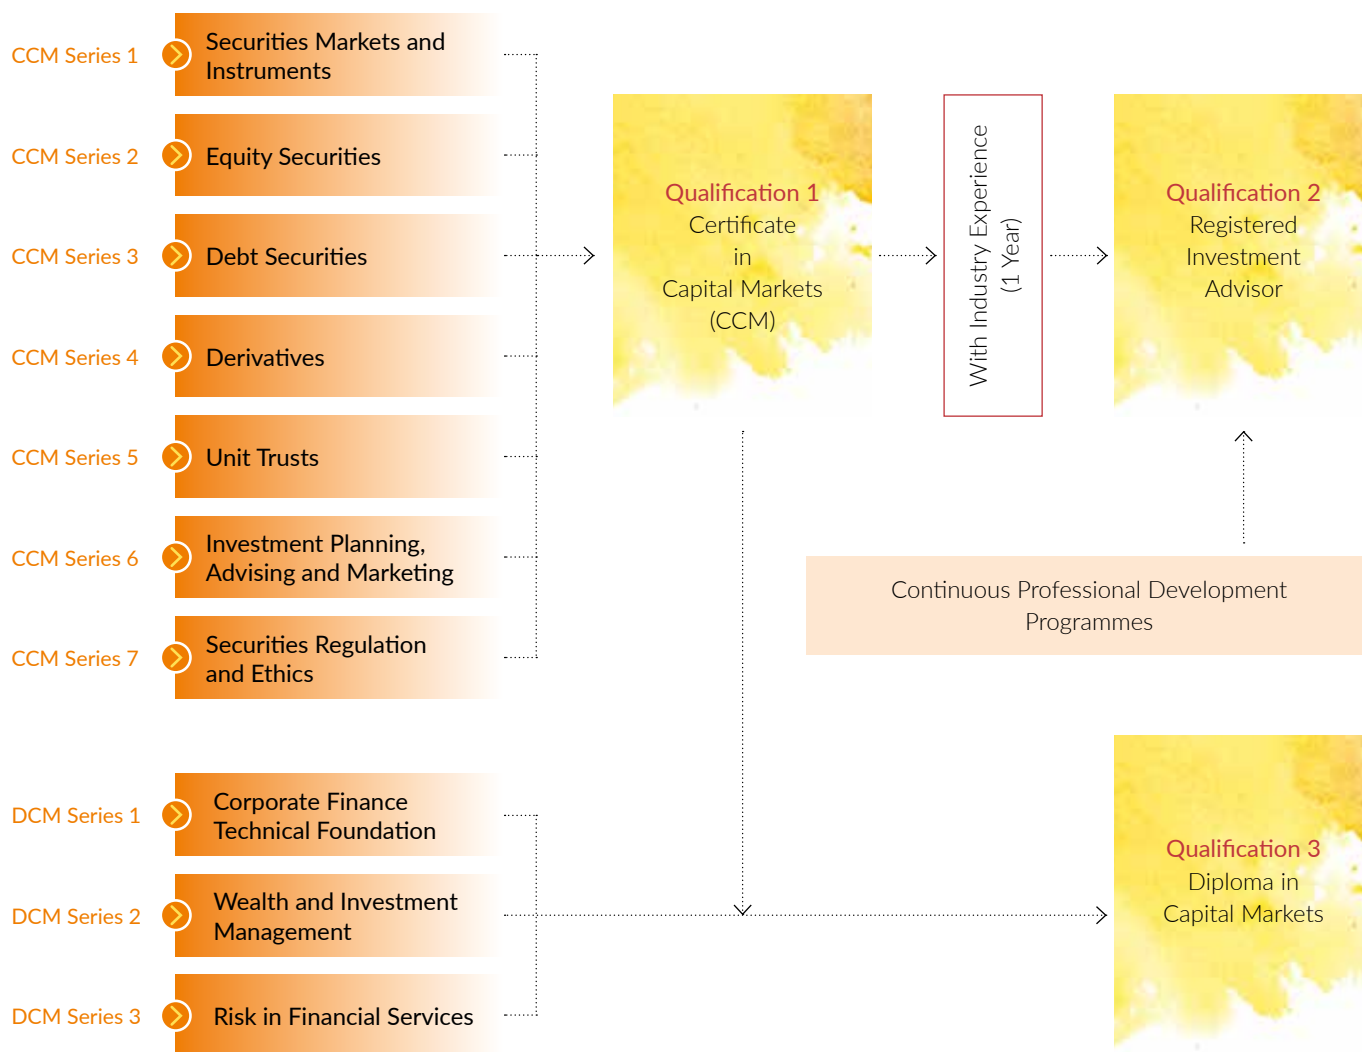 CCM Series 1
Securities Markets and
Instruments
CCM Series 2
Equity Securities
CCM Series 3
Debt Securities
CCM Series 4
Derivatives
CCM Series 5
Unit Trusts
CCM Series 6
Investment Planning,
Advising and Marketing
CCM Series 7
Securities Regulation
and Ethics
Qualification 1
Certificate
in
Capital Markets
(CCM)
With Industry Experience
(1 Year)
Qualification 2
Registered
Investment
Advisor
Continuous Professional Development
Programmes
DCM Series 1
Corporate Finance
Technical Foundation
DCM Series 2
Wealth and Investment
Management
DCM Series 3
Risk in Financial Services
Qualification 3
Diploma in
Capital Markets